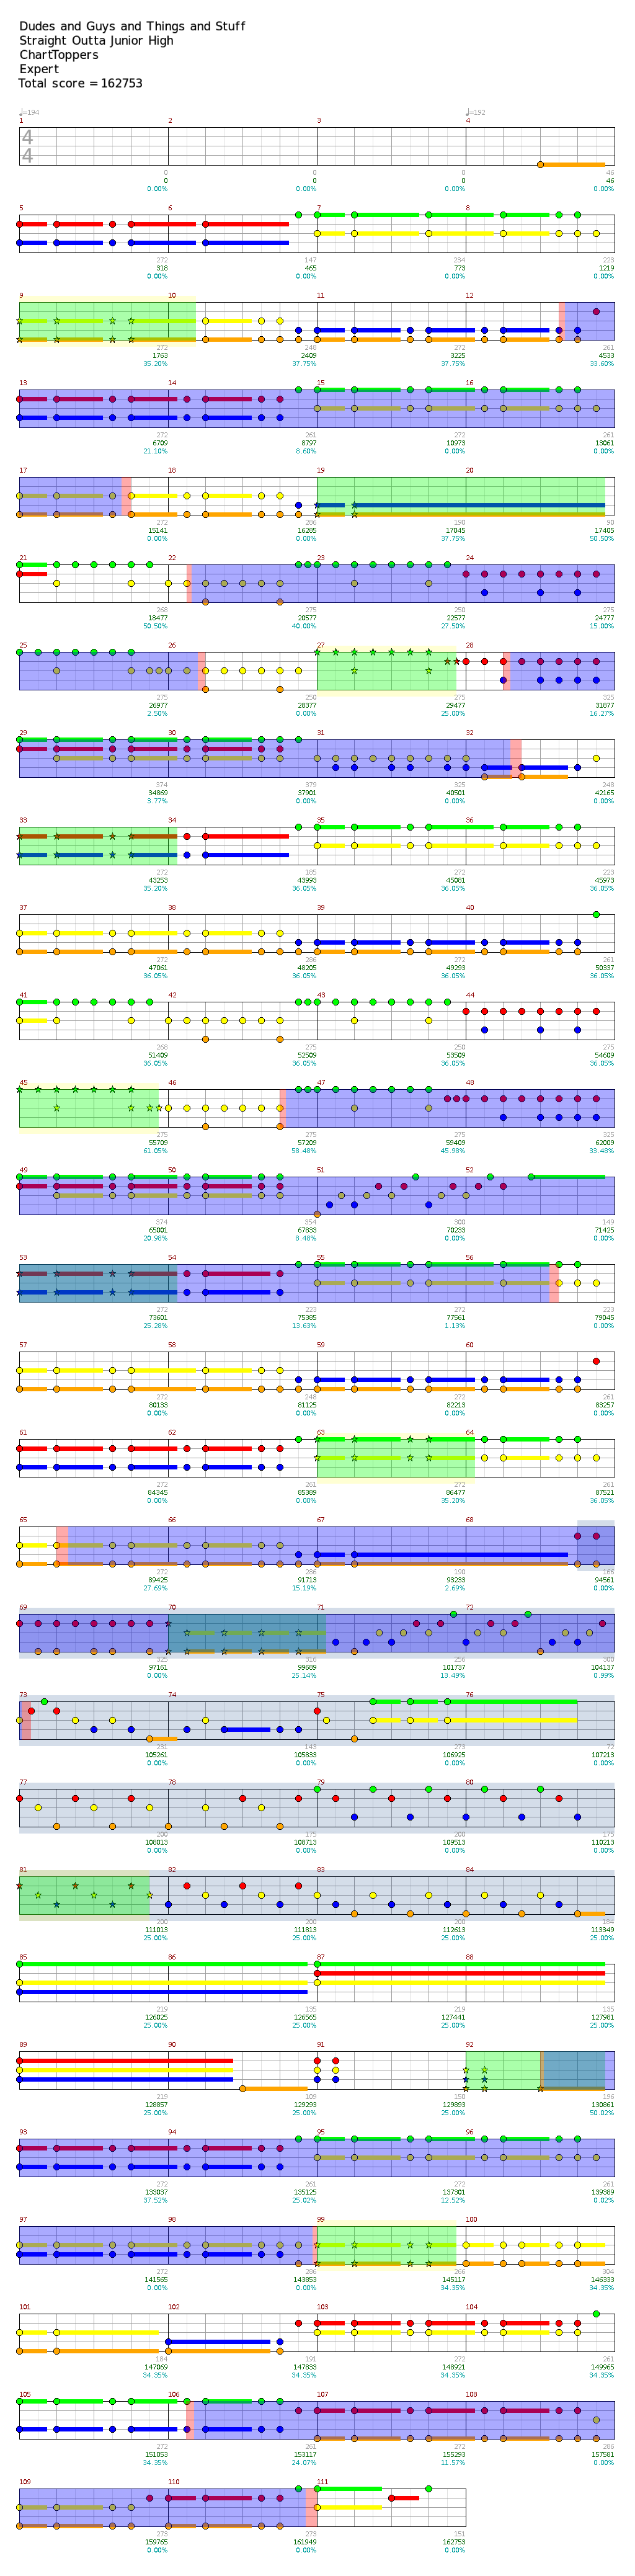 Dudes and Guys and Things and Stuff
Straight Outta Junior High
ChartToppers
Expert
Total score = 162753
♩=194 ♩=192
1 2 3 4
4
4
0 0 0 46
0 0 0 46
0.00% 0.00% 0.00% 0.00%
5 6 7 8
272 147 234 223
318 465 773 1219
0.00% 0.00% 0.00% 0.00%
9 10 11 12
272 248 272 261
1763 2409 3225 4533
35.20% 37.75% 37.75% 33.60%
13 14 15 16
272 261 272 261
6709 8797 10973 13061
21.10% 8.60% 0.00% 0.00%
17 18 19 20
272 286 190 90
15141 16285 17045 17405
0.00% 0.00% 37.75% 50.50%
21 22 23 24
268 275 250 275
18477 20577 22577 24777
50.50% 40.00% 27.50% 15.00%
25 26 27 28
275 250 275 325
26977 28377 29477 31877
2.50% 0.00% 25.00% 16.27%
29 30 31 32
374 379 325 248
34869 37901 40501 42165
3.77% 0.00% 0.00% 0.00%
33 34 35 36
272 185 272 223
43253 43993 45081 45973
35.20% 36.05% 36.05% 36.05%
37 38 39 40
272 286 272 261
47061 48205 49293 50337
36.05% 36.05% 36.05% 36.05%
41 42 43 44
268 275 250 275
51409 52509 53509 54609
36.05% 36.05% 36.05% 36.05%
45 46 47 48
275 275 275 325
55709 57209 59409 62009
61.05% 58.48% 45.98% 33.48%
49 50 51 52
374 354 300 149
65001 67833 70233 71425
20.98% 8.48% 0.00% 0.00%
53 54 55 56
272 223 272 223
73601 75385 77561 79045
25.28% 13.63% 1.13% 0.00%
57 58 59 60
272 248 272 261
80133 81125 82213 83257
0.00% 0.00% 0.00% 0.00%
61 62 63 64
272 261 272 261
84345 85389 86477 87521
0.00% 0.00% 35.20% 36.05%
65 66 67 68
272 286 190 166
89425 91713 93233 94561
27.69% 15.19% 2.69% 0.00%
69 70 71 72
325 316 256 300
97161 99689 101737 104137
0.00% 25.14% 13.49% 0.99%
73 74 75 76
231 143 273 72
105261 105833 106925 107213
0.00% 0.00% 0.00% 0.00%
77 78 79 80
200 175 200 175
108013 108713 109513 110213
0.00% 0.00% 0.00% 0.00%
81 82 83 84
200 200 200 184
111013 111813 112613 113349
25.00% 25.00% 25.00% 25.00%
85 86 87 88
219 135 219 135
126025 126565 127441 127981
25.00% 25.00% 25.00% 25.00%
89 90 91 92
219 109 150 196
128857 129293 129893 130861
25.00% 25.00% 25.00% 50.02%
93 94 95 96
272 261 272 261
133037 135125 137301 139389
37.52% 25.02% 12.52% 0.02%
97 98 99 100
272 286 266 304
141565 143853 145117 146333
0.00% 0.00% 34.35% 34.35%
101 102 103 104
184 191 272 261
147069 147833 148921 149965
34.35% 34.35% 34.35% 34.35%
105 106 107 108
272 261 272 286
151053 153117 155293 157581
34.35% 24.07% 11.57% 0.00%
109 110 111
273 273 151
159765 161949 162753
0.00% 0.00% 0.00%